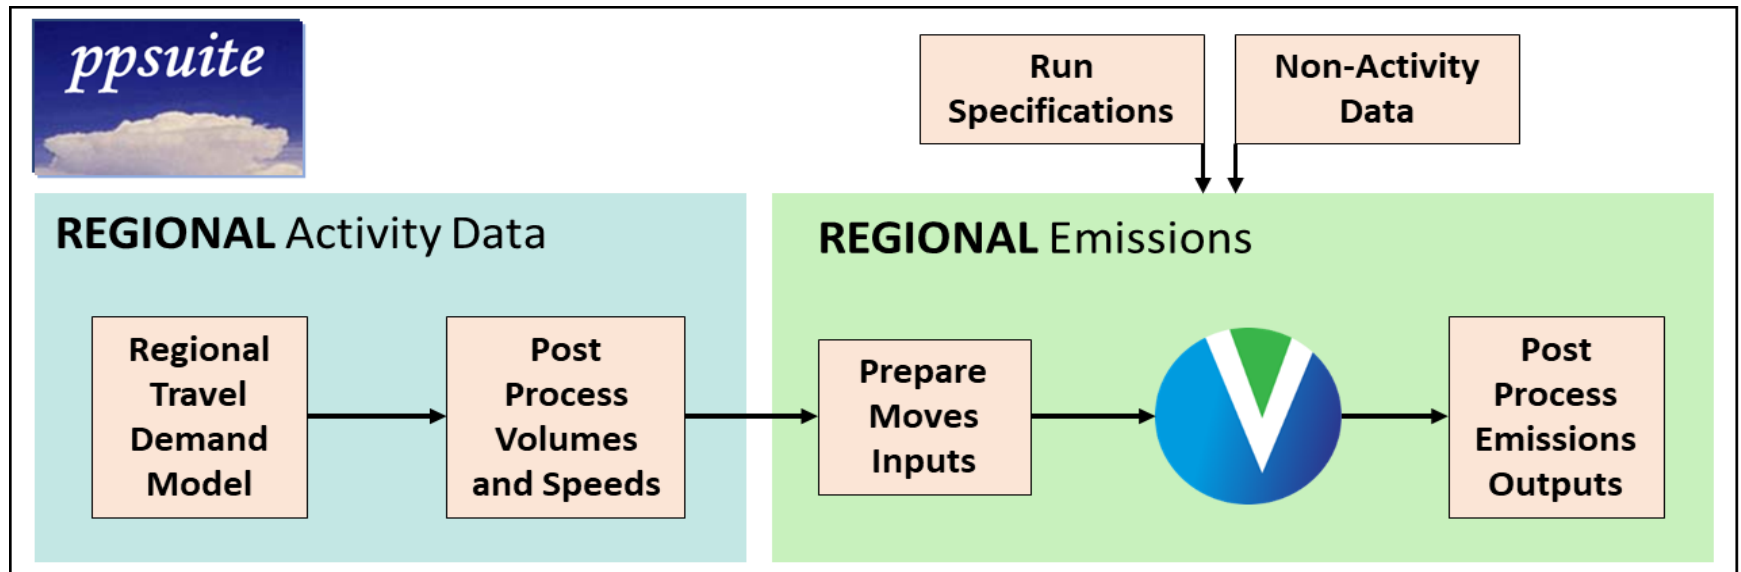 ppsuite
Run
Specifications
Non-Activity
Data
REGIONAL Activity Data
REGIONAL Emissions
Regional
Travel
Demand
Model
Post
Process
Volumes
and Speeds
Prepare
Moves
Inputs
Post
Process
Emissions
Outputs